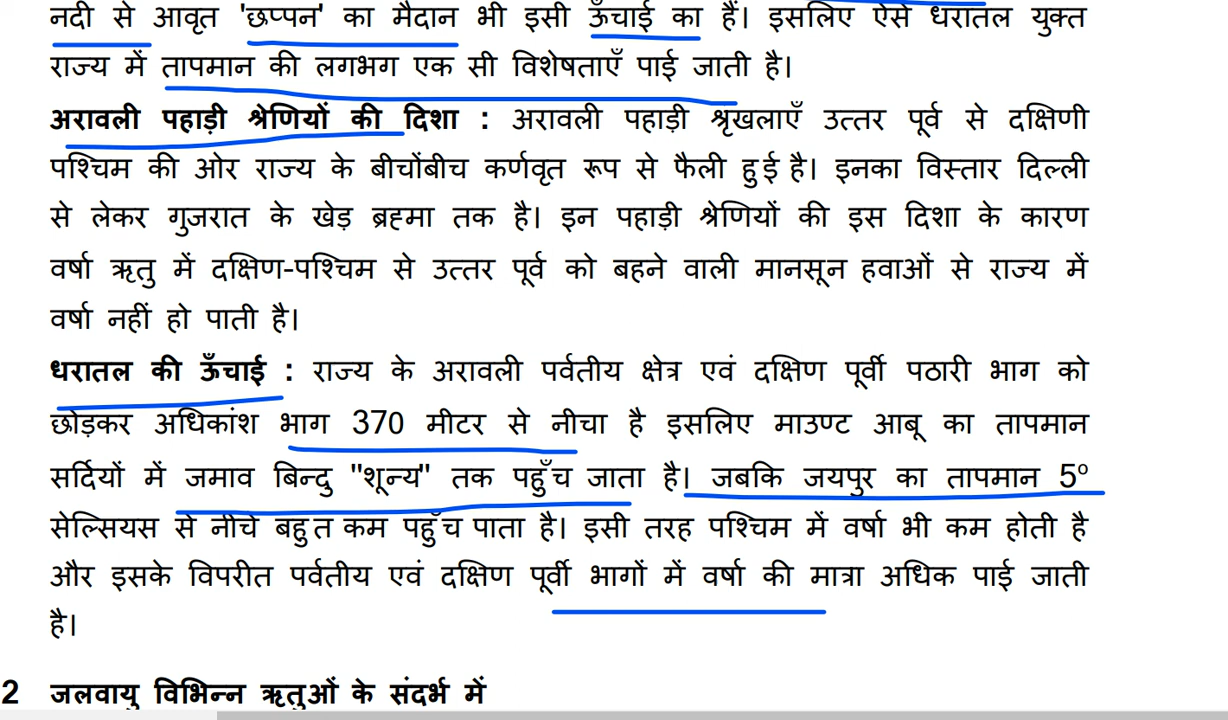 नदी से आवृत 'छप्पन' का मैदान भी इसी ऊँचाई का हैं। इसलिए ऐसे धरातल युक्त
राज्य में तापमान की लगभग एक सी विशेषताएँ पाई जाती है।
अरावली पहाड़ी श्रेणियों की दिशा : अरावली पहाड़ी श्रृखलाएँ उत्तर पूर्व से दक्षिणी
पश्चिम की ओर राज्य के बीचोंबीच कर्णवृत रूप से फैली हुई है। इनका विस्तार दिल्ली
से लेकर गुजरात के खेड़ ब्रह्मा तक है। इन पहाड़ी श्रेणियों की इस दिशा के कारण
वर्षा ऋतु में दक्षिण-पश्चिम से उत्तर पूर्व को बहने वाली मानसून हवाओं से राज्य में
वर्षा नहीं हो पाती है।
धरातल की ऊँचाई : राज्य के अरावली पर्वतीय क्षेत्र एवं दक्षिण पूर्वी पठारी भाग को
छोड़कर अधिकांश भाग 370 मीटर से नीचा है इसलिए माउण्ट आबू का तापमान
सर्दियों में जमाव बिन्दु "शून्य" तक पहुँच जाता है। जबकि जयपुर का तापमान 5º
सेल्सियस से नीचे बहुत कम पहुँच पाता है। इसी तरह पश्चिम में वर्षा भी कम होती है
और इसके विपरीत पर्वतीय एवं दक्षिण पूर्वी भागों में वर्षा की मात्रा अधिक पाई जाती
है।
2 जलवायु विभिन्न ऋतुओं के संदर्भ में